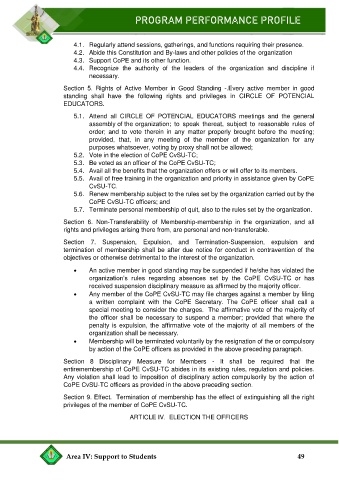 PROGRAM PERFORMANCE PROFILE
4.1. Regularly attend sessions, gatherings, and functions requiring their presence.
4.2. Abide this Constitution and By-laws and other policies of the organization
4.3. Support CoPE and its other function.
4.4. Recognize the authority of the leaders of the organization and discipline if
necessary.
Section 5. Rights of Active Member in Good Standing -.Every active member in good
standing shall have the following rights and privileges in CIRCLE OF POTENCIAL
EDUCATORS.
5.1. Attend all CIRCLE OF POTENCIAL EDUCATORS meetings and the general
assembly of the organization; to speak thereat, subject to reasonable rules of
order; and to vote therein in any matter properly brought before the meeting;
provided, that, in any meeting of the member of the organization for any
purposes whatsoever, voting by proxy shall not be allowed;
5.2. Vote in the election of CoPE CvSU-TC.
5.3. Be voted as an officer of the CoPE CvSU-TC;
5.4. Avail all the benefits that the organization offers or will offer to its members.
5.5. Avail of free training in the organization and priority in assistance given by CoPE
CvSU-TC.
5.6. Renew membership subject to the rules set by the organization carried out by the
CoPE CvSU-TC officers; and
5.7. Terminate personal membership of quit, also to the rules set by the organization.
Section 6. Non-Transferability of Membership-membership in the organization, and all
rights and privileges arising there from, are personal and non-transferable.
Section 7. Suspension, Expulsion, and Termination-Suspension, expulsion and
termination of membership shall be after due notice for conduct in contravention of the
objectives or otherwise detrimental to the interest of the organization.
• An active member in good standing may be suspended if he/she has violated the
organization's rules regarding absences set by the CoPE CvSU-TC or has
received suspension disciplinary measure as affirmed by the majority officer.
• Any member of the CoPE CvSU-TC may file charges against a member by filing
a written complaint with the CoPE Secretary. The CoPE officer shall call a
special meeting to consider the charges. The affirmative vote of the majority of
the officer shall be necessary to suspend a member; provided that where the
penalty is expulsion, the affirmative vote of the majority of all members of the
organization shall be necessary.
• Membership will be terminated voluntarily by the resignation of the or compulsory
by action of the CoPE officers as provided in the above preceding paragraph.
Section 8 Disciplinary Measure for Members - It shall be required that the
entiremembership of CoPE CvSU-TC abides in its existing rules, regulation and policies.
Any violation shall lead to imposition of disciplinary action compulsorily by the action of
CoPE CvSU-TC officers as provided in the above preceding section.
Section 9. Effect. Termination of membership has the effect of extinguishing all the right
privileges of the member of CoPE CvSU-TC.
ARTICLE IV. ELECTION THE OFFICERS
Area IV: Support to Students 49